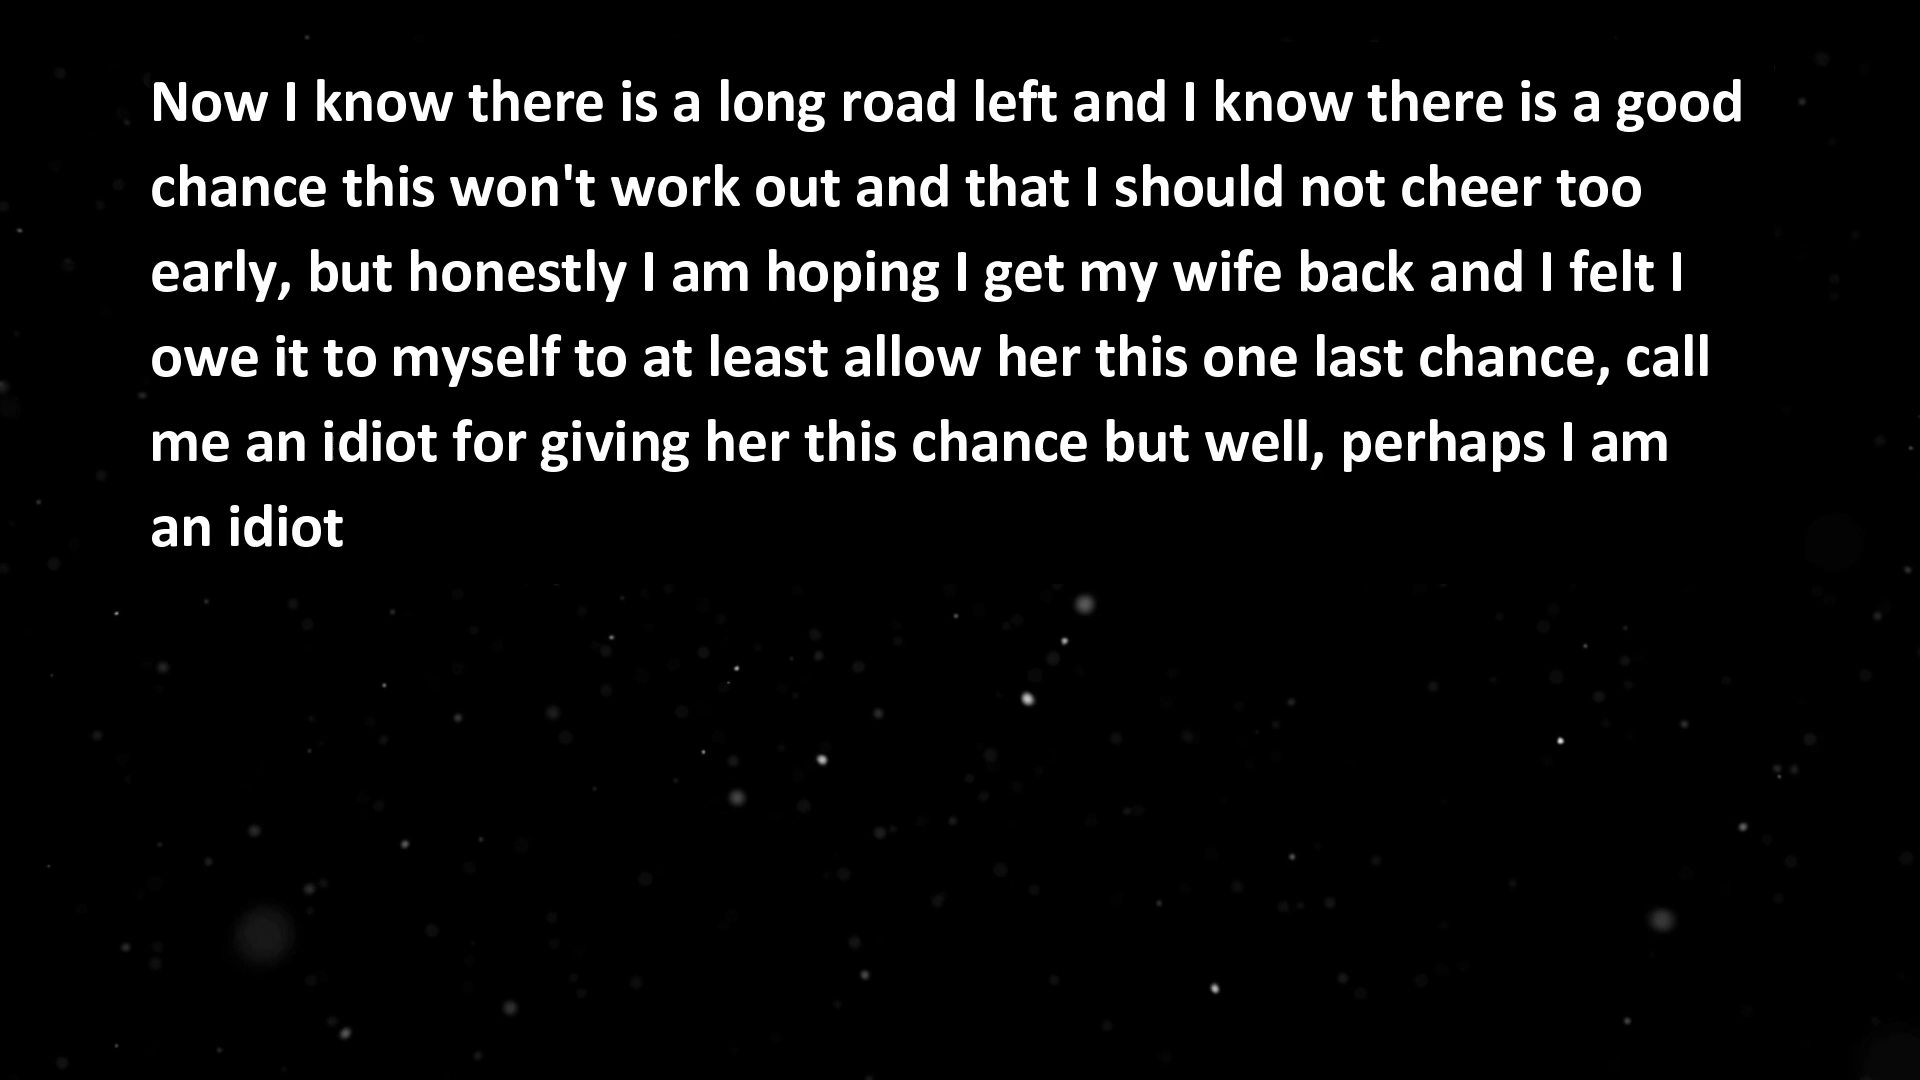 Now I know there is a long road left and I know there is a good
chance this won't work out and that I should not cheer too
early, but honestly I am hoping I get my wife back and I felt I
owe it to myself to at least allow her this one last chance, call
me an idiot for giving her this chance but well, perhaps I am
an idiot